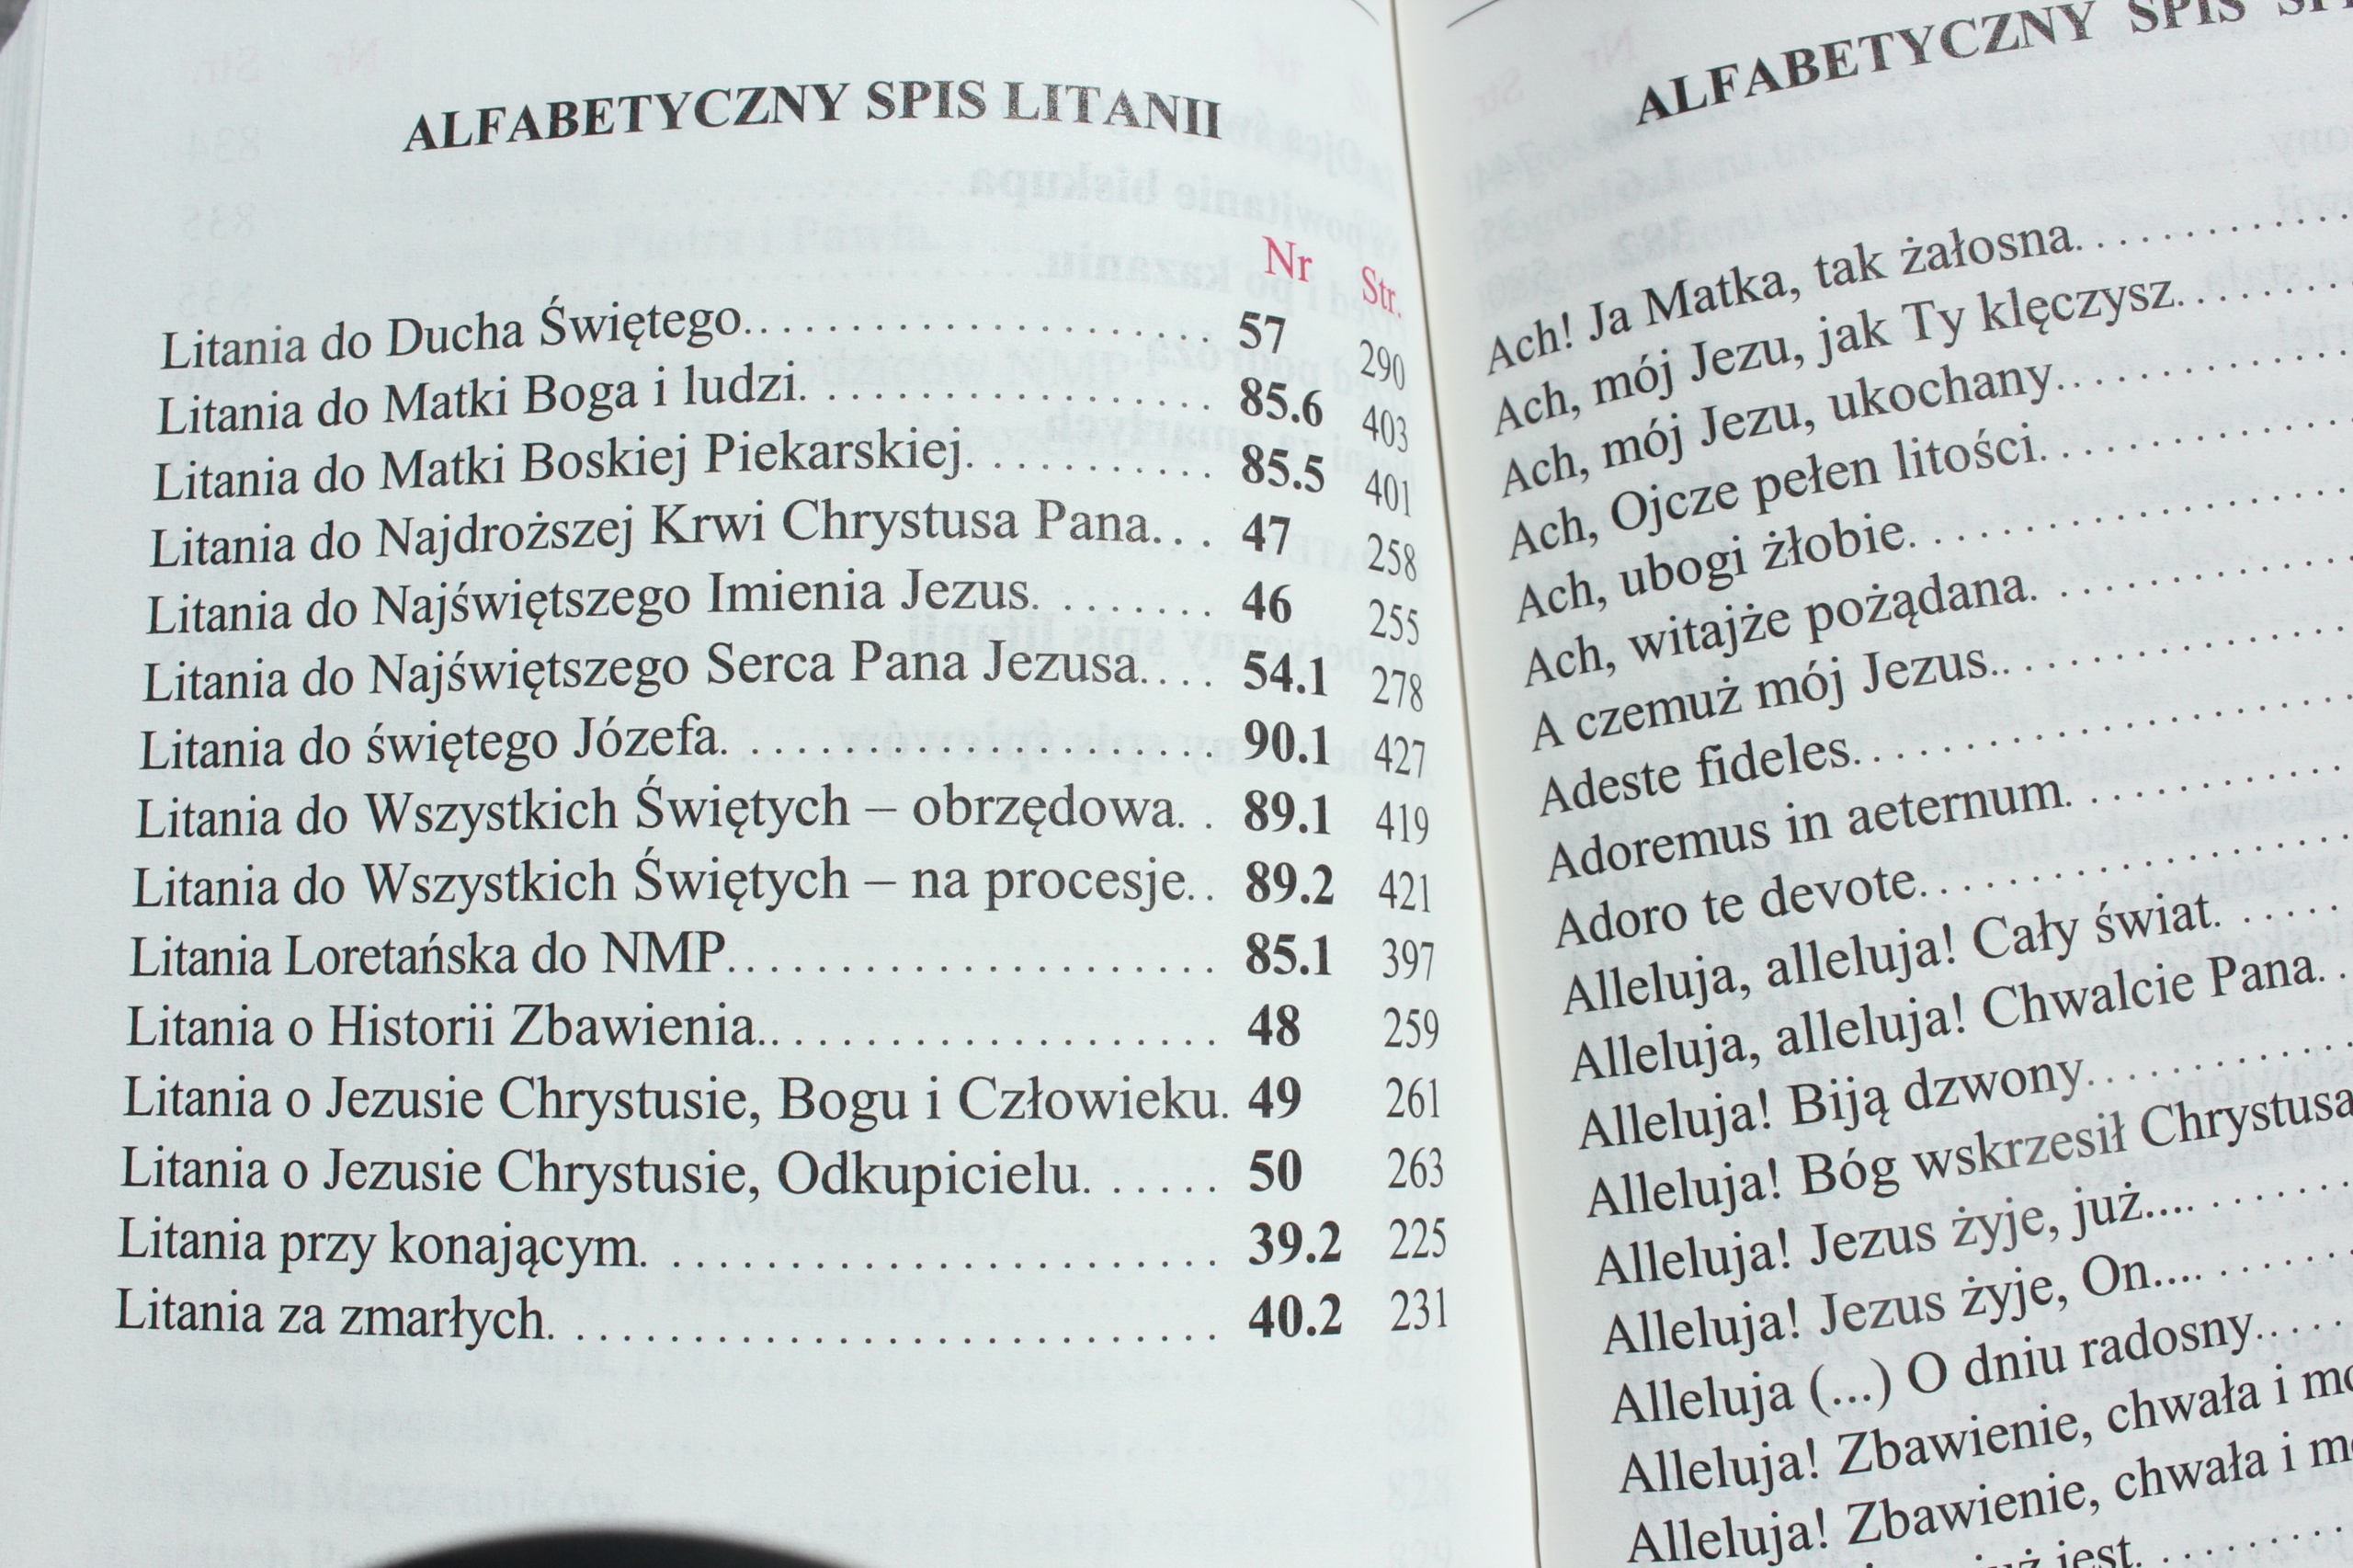 ALFABETYCZNY SPIS LITANII
Nr Str.
Litania do Ducha Świętego..................... 57 290
Litania do Matki Boga i ludzi.................. 85.6 403
Litania do Matki Boskiej Piekarskiej........... 85.5 401
Litania do Najdroższej Krwi Chrystusa Pana... 47 258
Litania do Najświętszego Imienia Jezus........ 46 255
Litania do Najświętszego Serca Pana Jezusa.... 54.1 278
Litania do świętego Józefa..................... 90.1 427
Litania do Wszystkich Świętych – obrzędowa.. 89.1 419
Litania do Wszystkich Świętych – na procesje.. 89.2 421
Litania Loretańska do NMP..................... 85.1 397
Litania o Historii Zbawienia.................... 48 259
Litania o Jezusie Chrystusie, Bogu i Człowieku. 49 261
Litania o Jezusie Chrystusie, Odkupicielu....... 50 263
Litania przy konającym........................ 39.2 225
Litania za zmarłych............................ 40.2 231
ALFABETYCZNY SPIS
Ach! Ja Matka, tak żałosna............
Ach, mój Jezu, jak Ty klęczysz........
Ach, mój Jezu, ukochany.............
Ach, Ojcze pełen litości..............
Ach, ubogi żłobie...................
Ach, witajże pożądana..............
A czemuż mój Jezus................
Adeste fideles......................
Adoremus in aeternum.............
Adoro te devote...................
Alleluja, alleluja! Cały świat......
Alleluja, alleluja! Chwalcie Pana..
Alleluja! Biją dzwony............
Alleluja! Bóg wskrzesił Chrystusa
Alleluja! Jezus żyje, już..........
Alleluja! Jezus żyje, On..........
Alleluja (...) O dniu radosny.....
Alleluja! Zbawienie, chwała i
Alleluja! Zbawienie, chwała i
jest.........